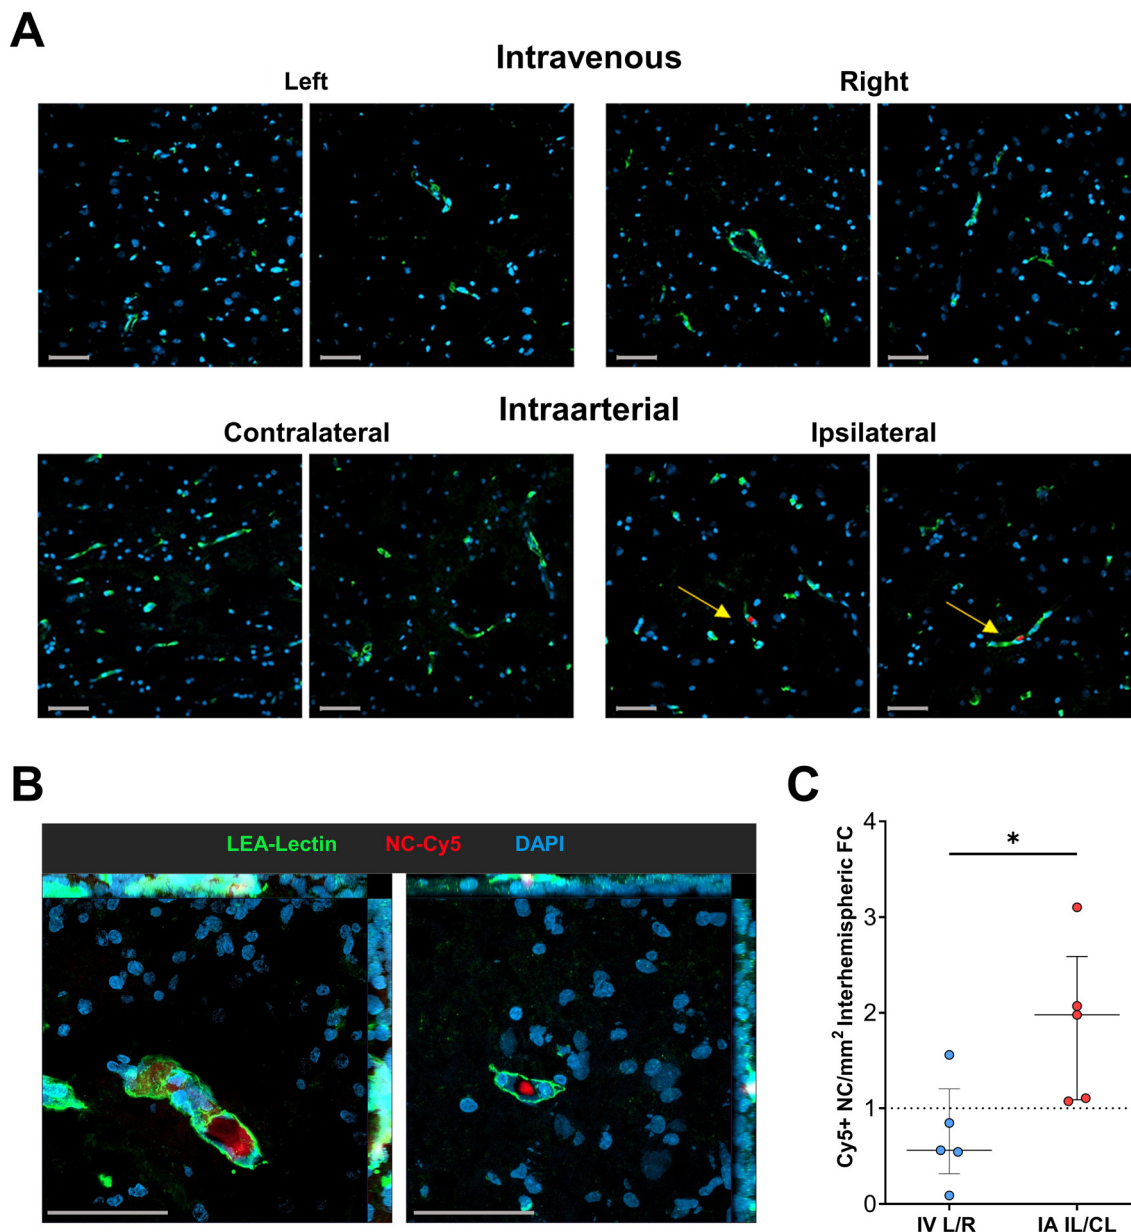 A
Intravenous
Left Right
Intraarterial
Contralateral Ipsilateral
B
LEA-Lectin NC-Cy5 DAPI
C
Cy5+ NC/mm² Interhemispheric FC
4
*
3
2
1
0
IV L/R IA IL/CL